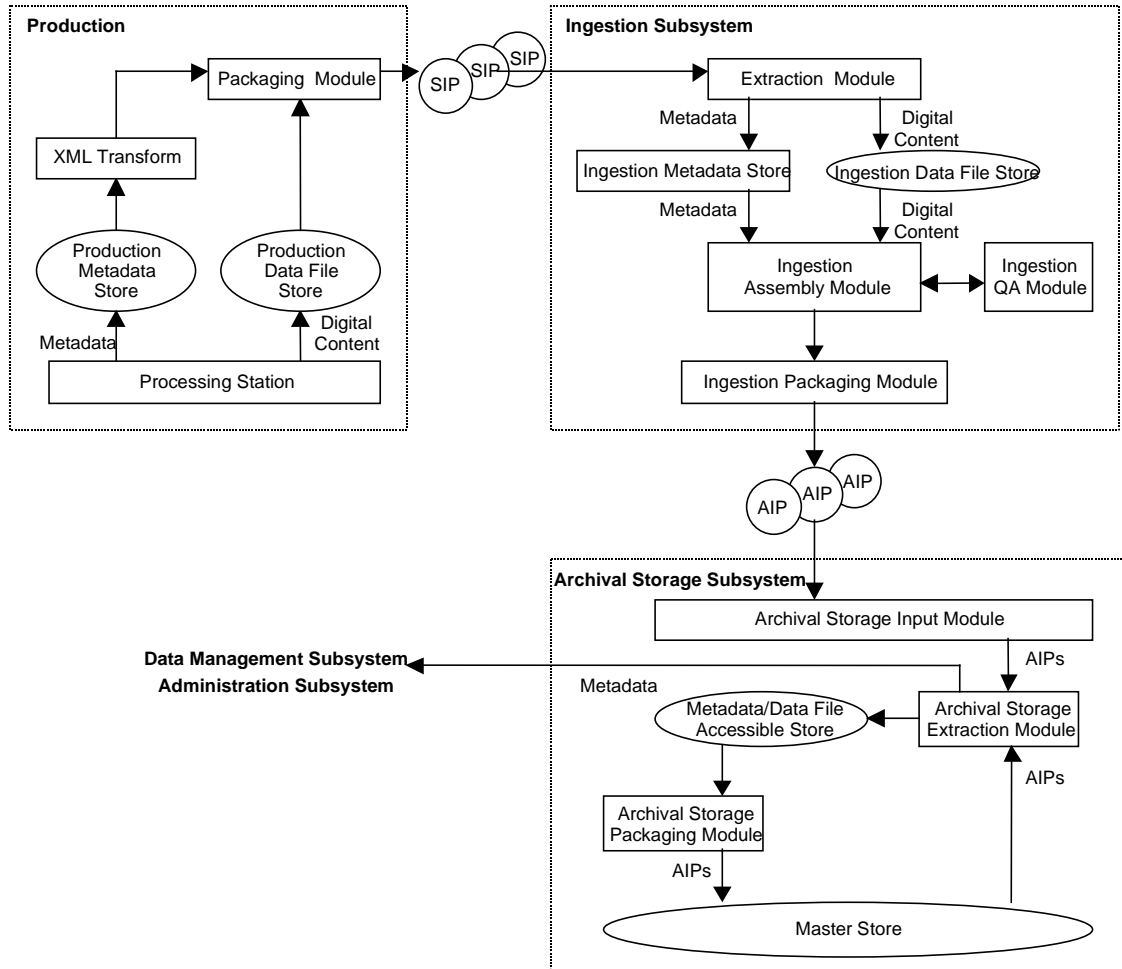 Production
Packaging Module
XML Transform
Production
Metadata
Store
Production
Data File
Store
Metadata
Digital
Content
Processing Station
SIP
SIP
SIP
Ingestion Subsystem
Extraction Module
Metadata
Digital
Content
Ingestion Metadata Store
Ingestion Data File Store
Metadata
Digital
Content
Ingestion
Assembly Module
Ingestion
QA Module
Ingestion Packaging Module
AIP
AIP
AIP
Archival Storage Subsystem
Archival Storage Input Module
AIPs
Data Management Subsystem
Administration Subsystem
Metadata
Metadata/Data File
Accessible Store
Archival Storage
Extraction Module
AIPs
Archival Storage
Packaging Module
AIPs
Master Store